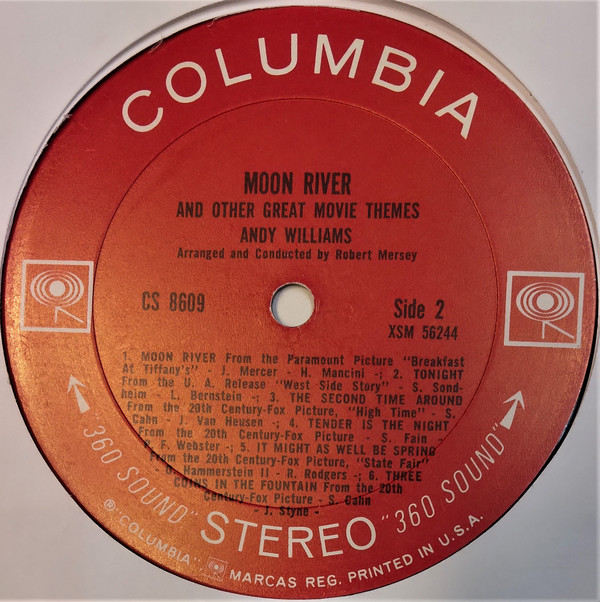 COLUMBIA
MOON RIVER
AND OTHER GREAT MOVIE THEMES
ANDY WILLIAMS
Arranged and Conducted by Robert Mersey
CS 8609
Side 2
XSM 56244
1. MOON RIVER From the Paramount Picture "Breakfast
At Tiffany's" - J. Mercer - H. Mancini -; 2. TONIGHT
From the U. A. Release "West Side Story" - S. Sond-
heim - L. Bernstein -; 3. THE SECOND TIME AROUND
From the 20th Century-Fox Picture, "High Time" - S.
Cahn - J. Van Heusen -; 4. TENDER IS THE NIGHT
From the 20th Century-Fox Picture - S. Fain -
P. F. Webster -; 5. IT MIGHT AS WELL BE SPRING
From the 20th Century-Fox Picture, "State Fair"
- O. Hammerstein II - R. Rodgers -; 6. THREE
COINS IN THE FOUNTAIN From the 20th
Century-Fox Picture - S. Cahn
- J. Styne -
"360 SOUND" STEREO "360 SOUND"
® "COLUMBIA" MARCAS REG. PRINTED IN U.S.A.